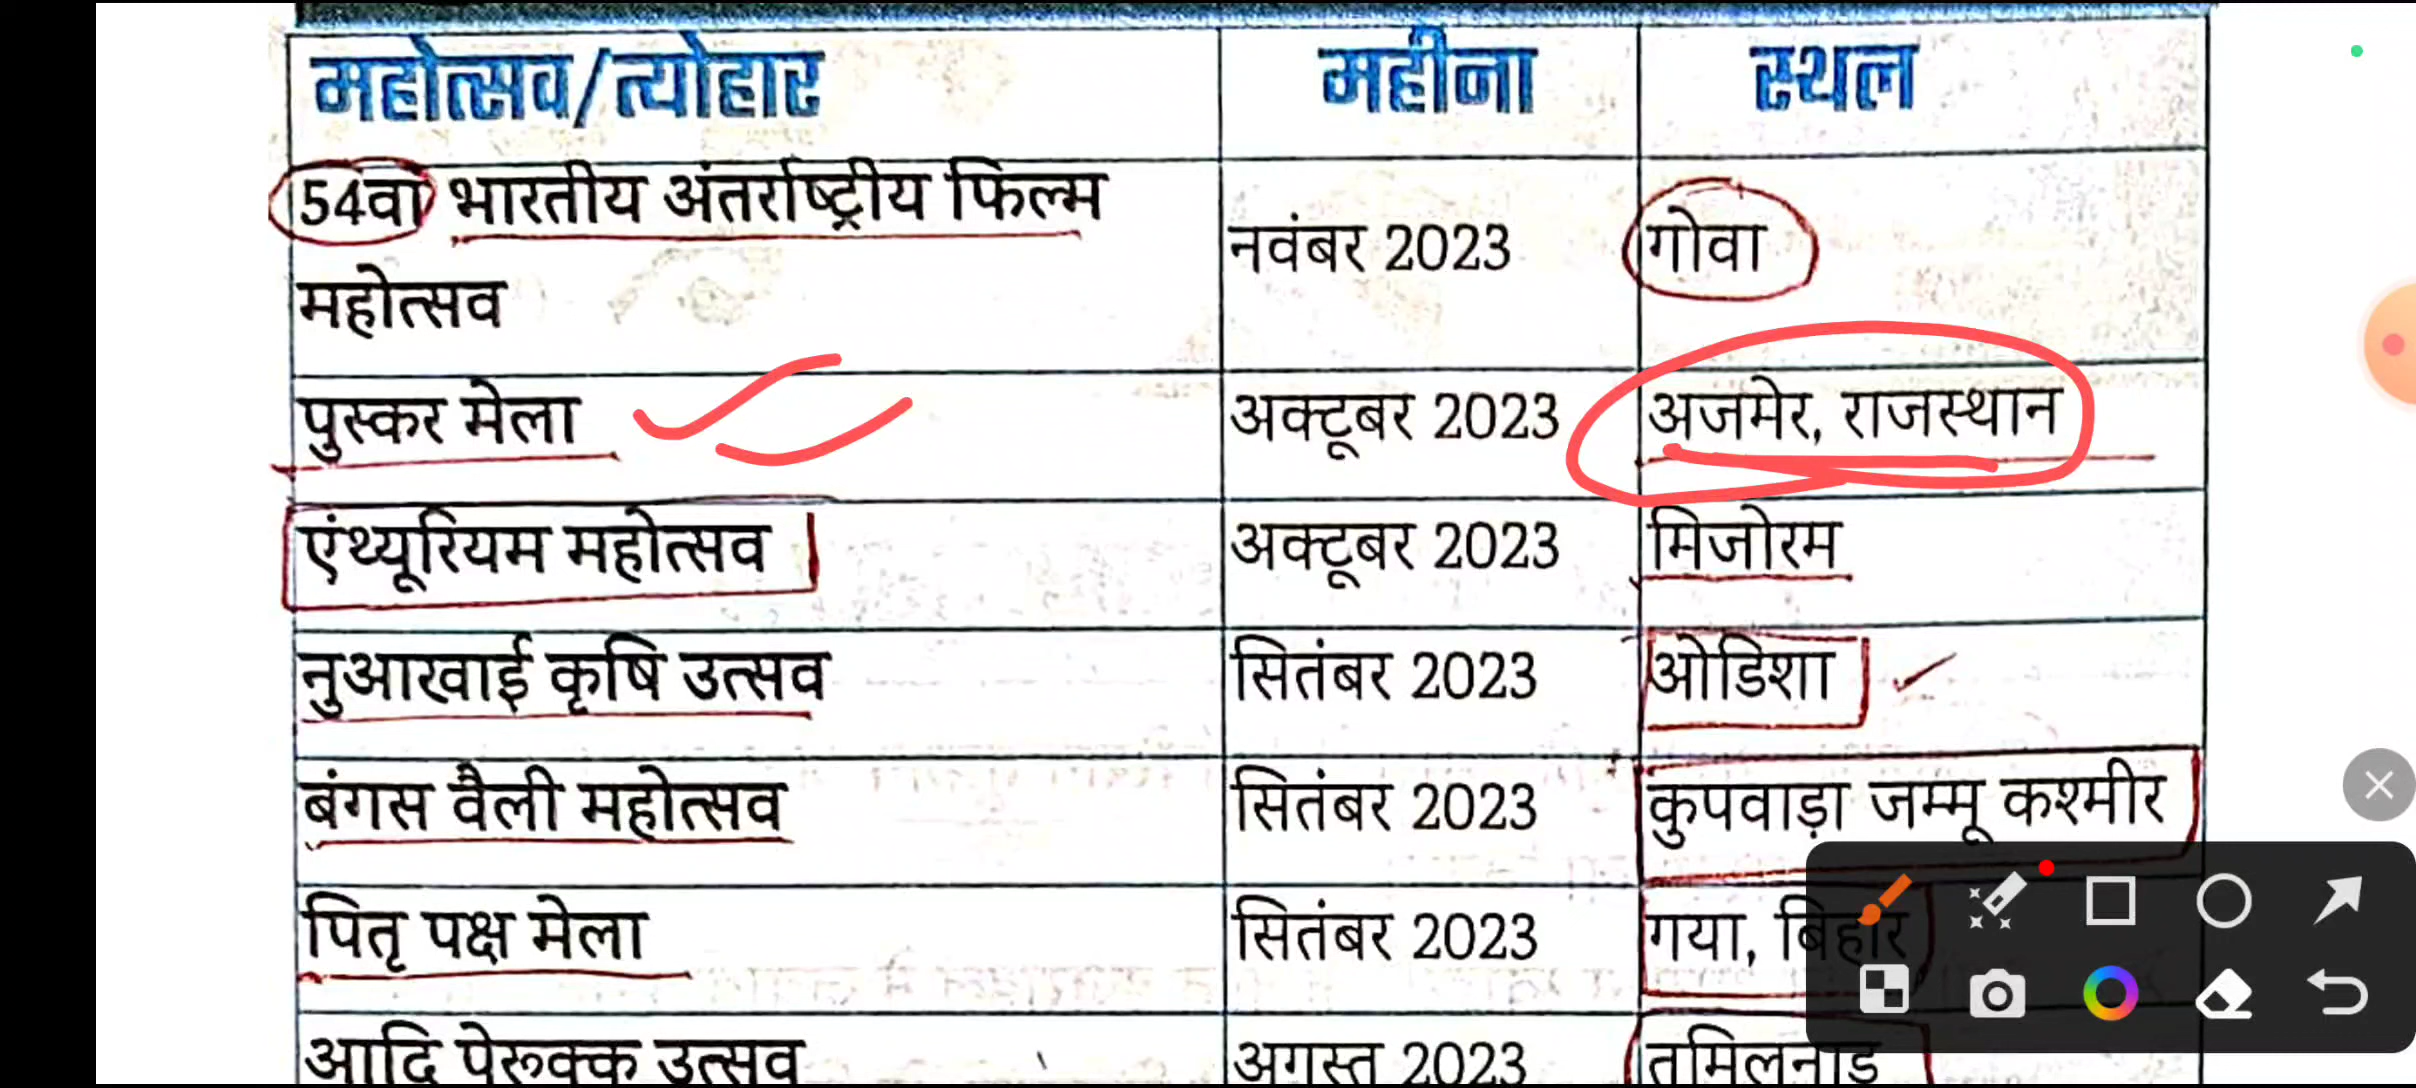 महोत्सव/त्योहार महीना स्थल
54वा भारतीय अंतर्राष्ट्रीय फिल्म
महोत्सव
नवंबर 2023 गोवा
पुस्कर मेला अक्टूबर 2023 अजमेर, राजस्थान
एंथ्यूरियम महोत्सव अक्टूबर 2023 मिजोरम
नुआखाई कृषि उत्सव सितंबर 2023 ओडिशा
बंगस वैली महोत्सव सितंबर 2023 कुपवाड़ा जम्मू कश्मीर
पितृ पक्ष मेला सितंबर 2023 गया, बिहार
आदि पेरूक्क उत्सव अगस्त 2023 तमिलनाडु